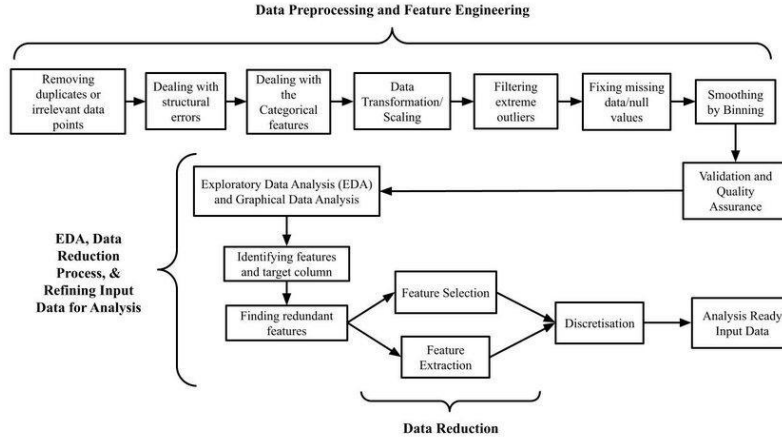 Data Preprocessing and Feature Engineering
Removing
duplicates or
irrelevant data
points
Dealing with
structural
errors
Dealing with
the
Categorical
features
Data
Transformation/
Scaling
Filtering
extreme
outliers
Fixing missing
data/null
values
Smoothing
by Binning
Validation and
Quality
Assurance
Exploratory Data Analysis (EDA)
and Graphical Data Analysis
EDA, Data
Reduction
Process, &
Refining Input
Data for Analysis
Identifying features
and target column
Finding redundant
features
Feature Selection
Feature
Extraction
Discretisation
Analysis Ready
Input Data
Data Reduction